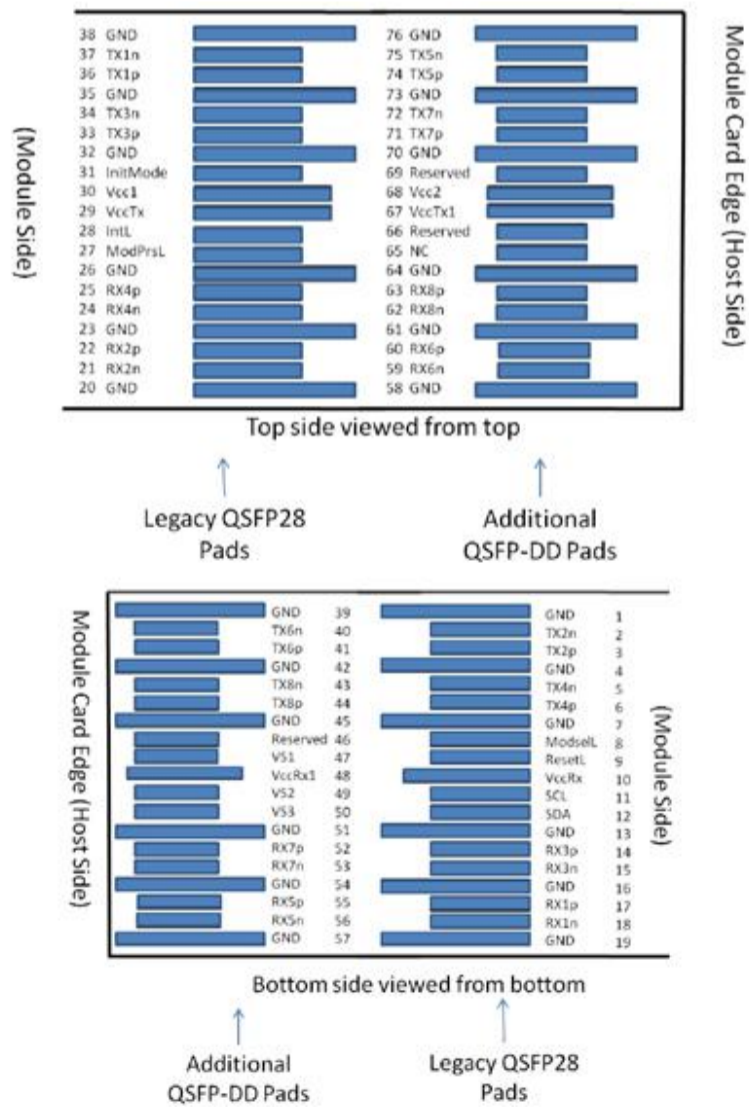 38 GND 76 GND
37 TX1n 75 TX5n
36 TX1p 74 TX5p
35 GND 73 GND
34 TX3n 72 TX7n
33 TX3p 71 TX7p
32 GND 70 GND
31 InitMode 69 Reserved
30 Vcc1 68 Vcc2
29 VccTx 67 VccTx1
28 IntL 66 Reserved
27 ModPrsL 65 NC
26 GND 64 GND
25 RX4p 63 RX8p
24 RX4n 62 RX8n
23 GND 61 GND
22 RX2p 60 RX6p
21 RX2n 59 RX6n
20 GND 58 GND
(Module Side)
Module Card Edge (Host Side)
Top side viewed from top
Legacy QSFP28
Pads
Additional
QSFP-DD Pads
Module Card Edge (Host Side)
GND 39 GND 1
TX6n 40 TX2n 2
TX6p 41 TX2p 3
GND 42 GND 4
TX8n 43 TX4n 5
TX8p 44 TX4p 6
GND 45 GND 7
Reserved 46 ModselL 8
VS1 47 ResetL 9
VccRx1 48 VccRx 10
VS2 49 SCL 11
VS3 50 SDA 12
GND 51 GND 13
RX7p 52 RX3p 14
RX7n 53 RX3n 15
GND 54 GND 16
RX5p 55 RX1p 17
RX5n 56 RX1n 18
GND 57 GND 19
(Module Side)
Bottom side viewed from bottom
Additional
QSFP-DD Pads
Legacy QSFP28
Pads